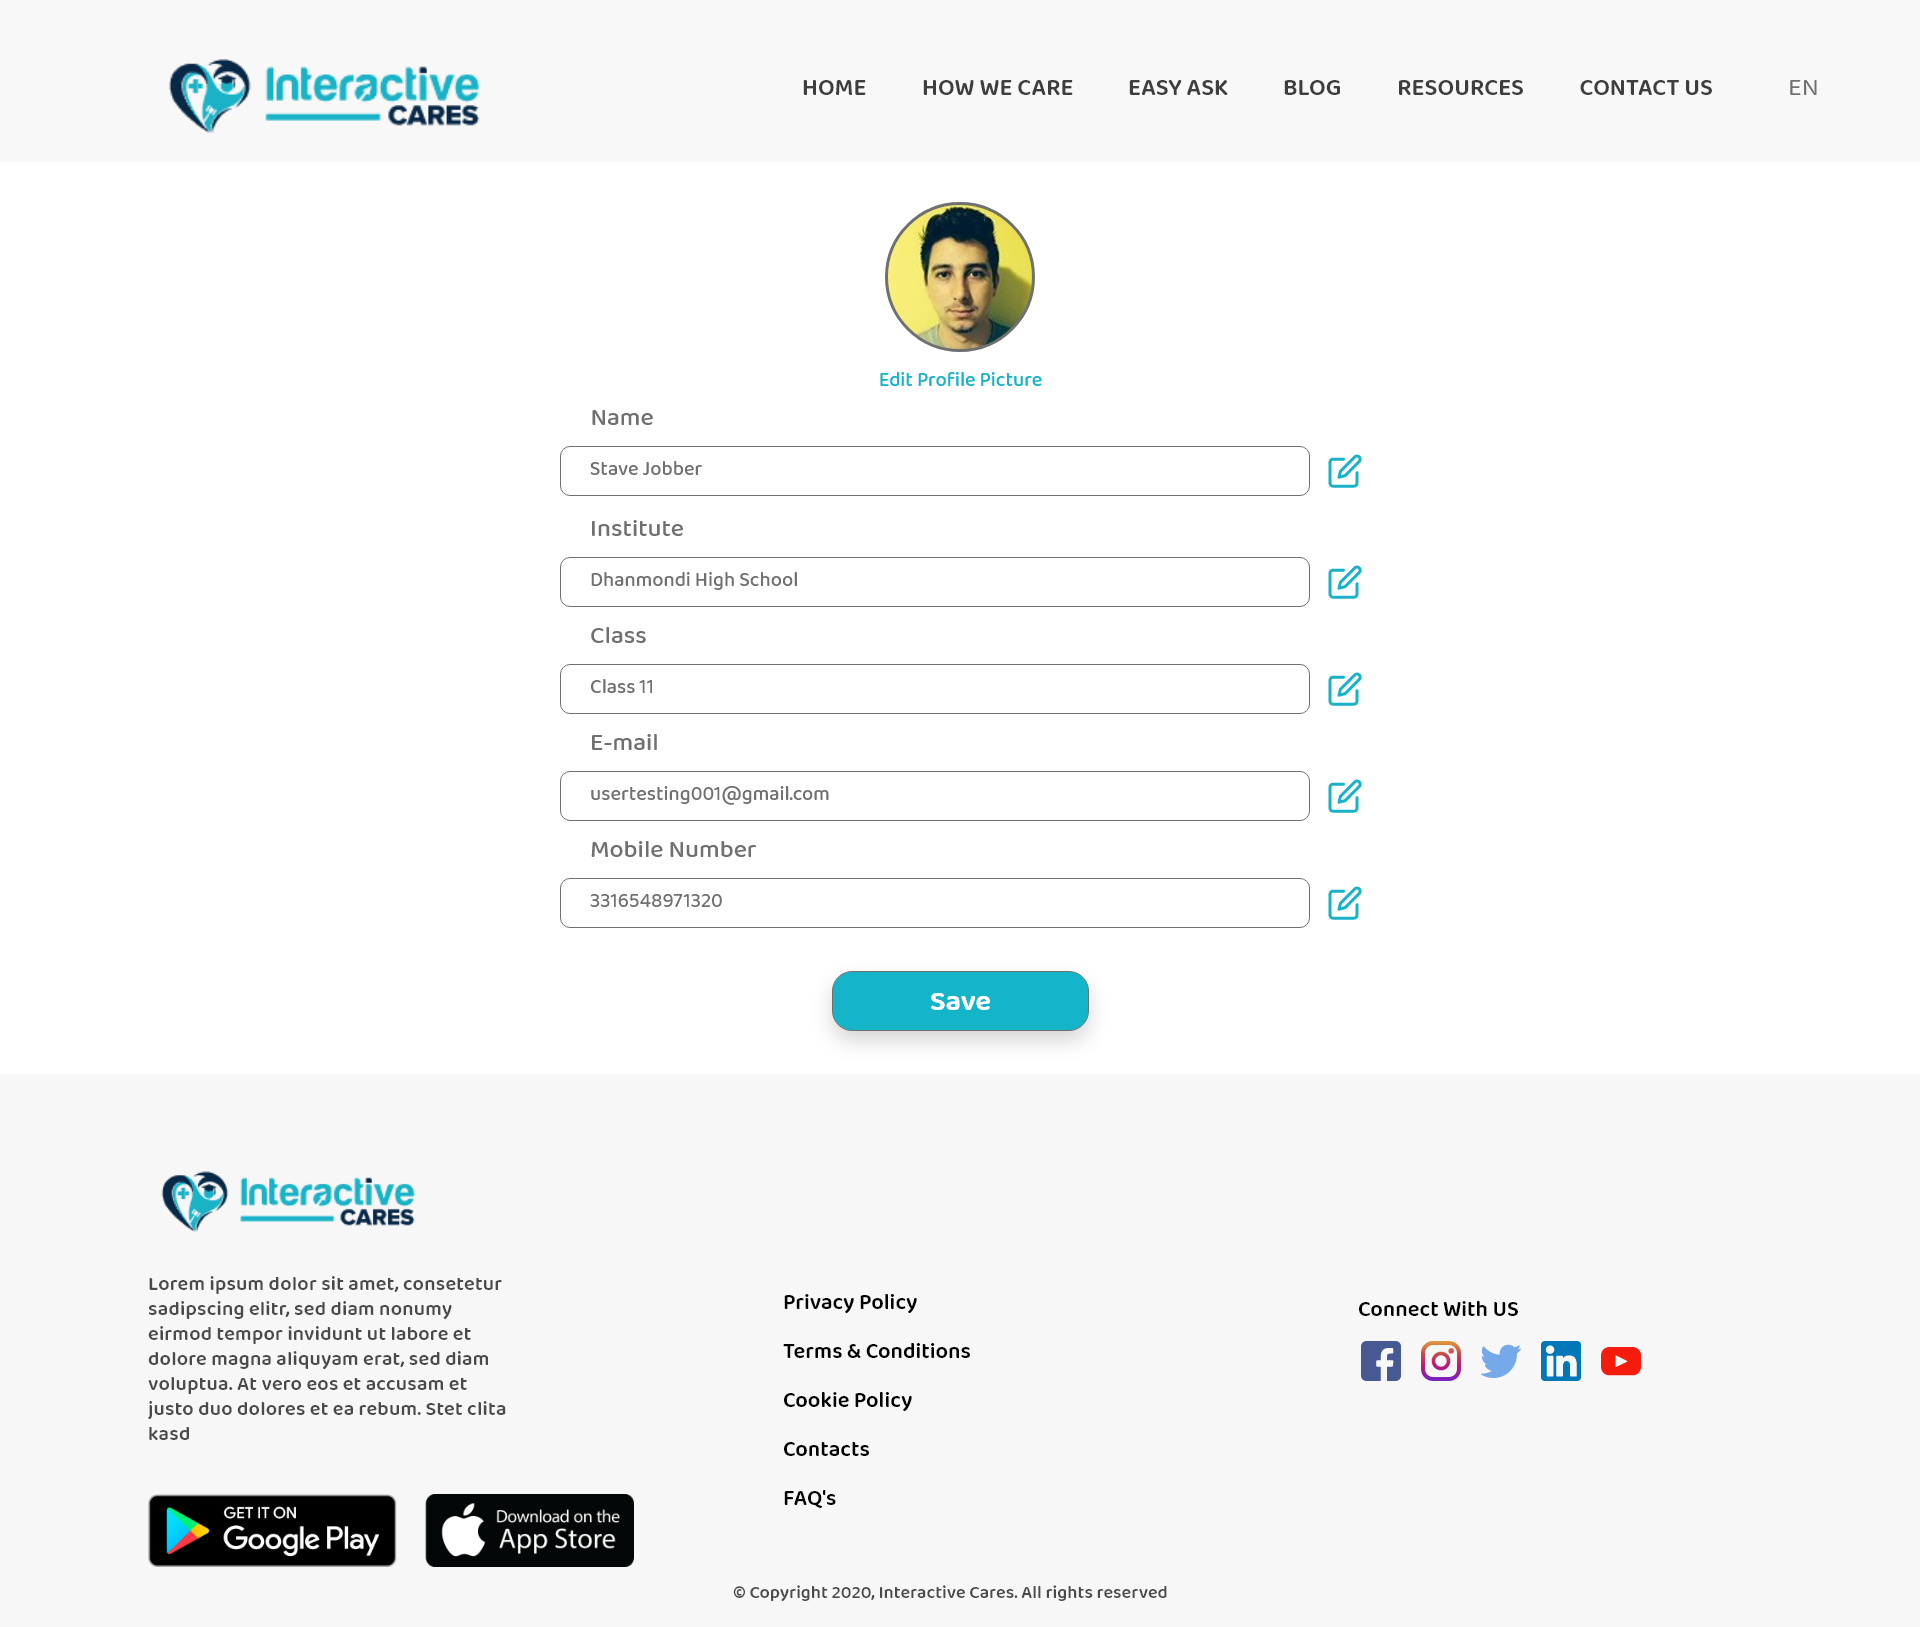 Interactive
CARES
HOME HOW WE CARE EASY ASK BLOG RESOURCES CONTACT US EN
Edit Profile Picture
Name
Stave Jobber
Institute
Dhanmondi High School
Class
Class 11
E-mail
usertesting001@gmail.com
Mobile Number
3316548971320
Save
Interactive
CARES
Lorem ipsum dolor sit amet, consetetur
sadipscing elitr, sed diam nonumy
eirmod tempor invidunt ut labore et
dolore magna aliquyam erat, sed diam
voluptua. At vero eos et accusam et
justo duo dolores et ea rebum. Stet clita
kasd
GET IT ON
Google Play
Download on the
App Store
Privacy Policy
Terms & Conditions
Cookie Policy
Contacts
FAQ's
Connect With US
© Copyright 2020, Interactive Cares. All rights reserved